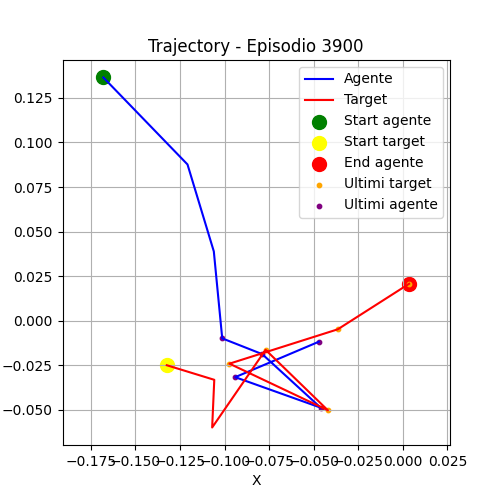 Trajectory - Episodio 3900
Agente
Target
Start agente
Start target
End agente
Ultimi target
Ultimi agente
0.125
0.100
0.075
0.050
0.025
0.000
−0.025
−0.050
−0.175 −0.150 −0.125 −0.100 −0.075 −0.050 −0.025 0.000 0.025
X